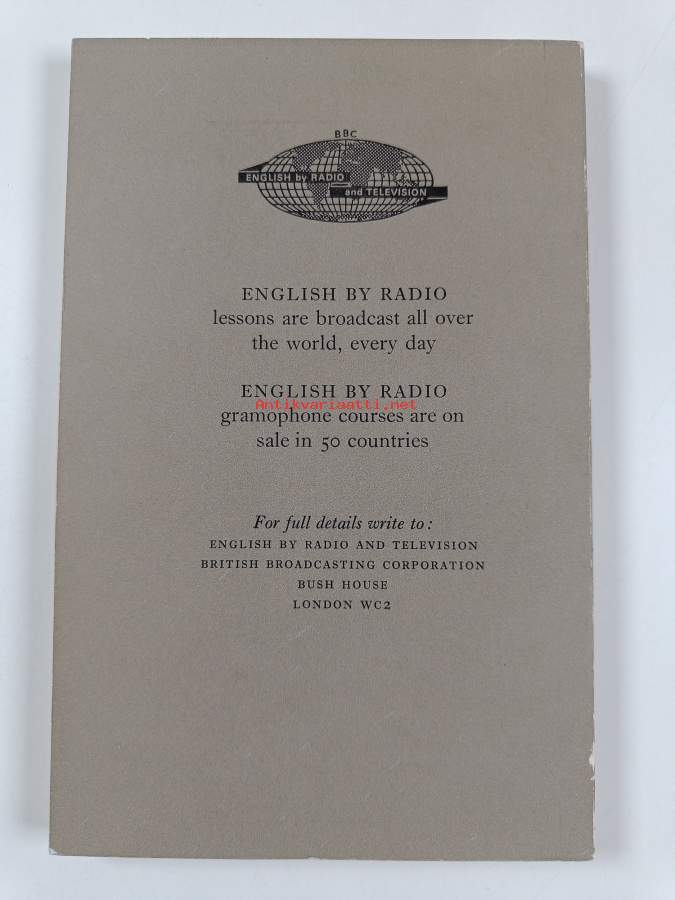 BBC
ENGLISH by RADIO
and TELEVISION
ENGLISH BY RADIO
lessons are broadcast all over
the world, every day
ENGLISH BY RADIO
Antikvariaatti.net
gramophone courses are on
sale in 50 countries
For full details write to:
ENGLISH BY RADIO AND TELEVISION
BRITISH BROADCASTING CORPORATION
BUSH HOUSE
LONDON WC2